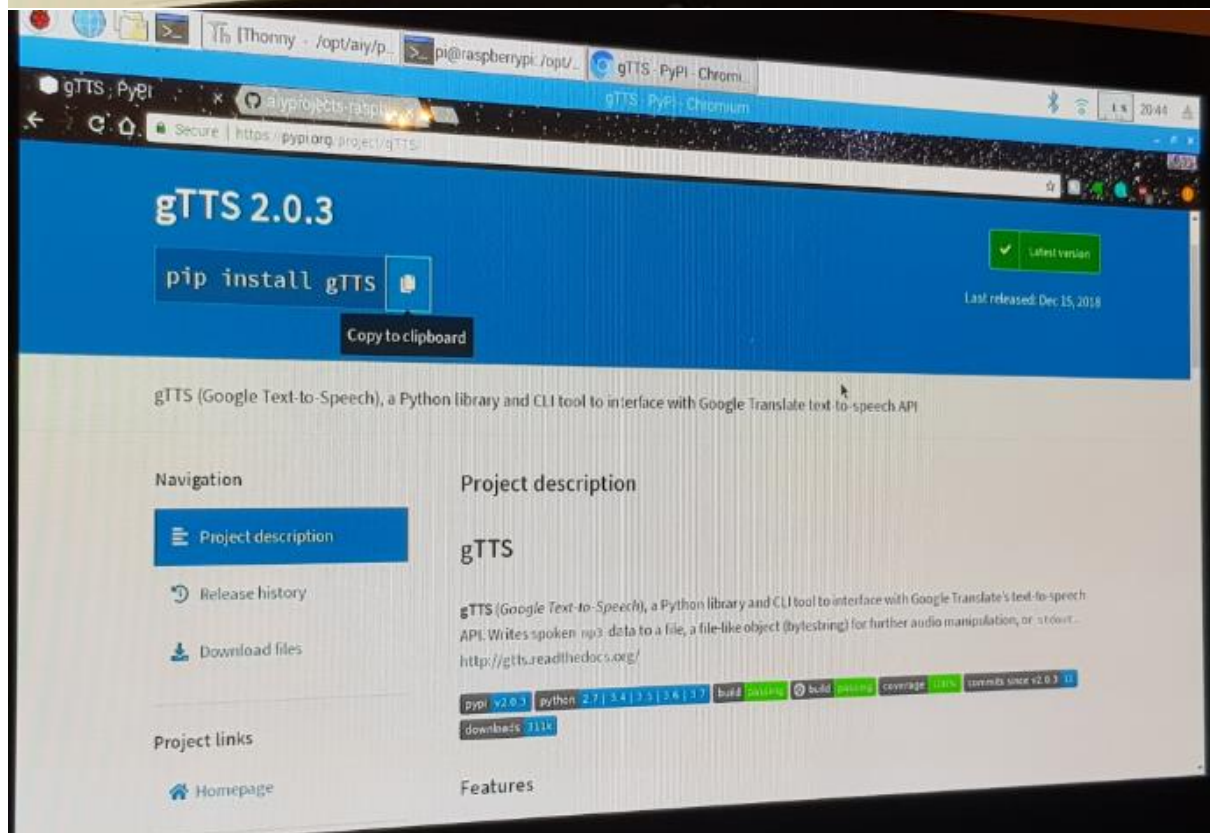 [Thonny - /opt/aiy/p...
pi@raspberrypi: /opt/...
gTTS · PyPI - Chromi...
20:44
gTTS · PyPI - Chromium
gTTS · PyPI
Secure | https://pypi.org/project/gTTS/
gTTS 2.0.3
pip install gTTS
Copy to clipboard
Latest version
Last released: Dec 15, 2018
gTTS (Google Text-to-Speech), a Python library and CLI tool to interface with Google Translate text-to-speech API
Navigation
Project description
Release history
Download files
Project links
Homepage
Project description
gTTS
gTTS (Google Text-to-Speech), a Python library and CLI tool to interface with Google Translate's text-to-speech
API. Writes spoken mp3 data to a file, a file-like object (bytestring) for further audio manipulation, or stdout.
http://gtts.readthedocs.org/
pypi v2.0.3 python 2.7 | 3.4 | 3.5 | 3.6 | 3.7 build passing build passing coverage commits since v2.0.3
downloads 311k
Features